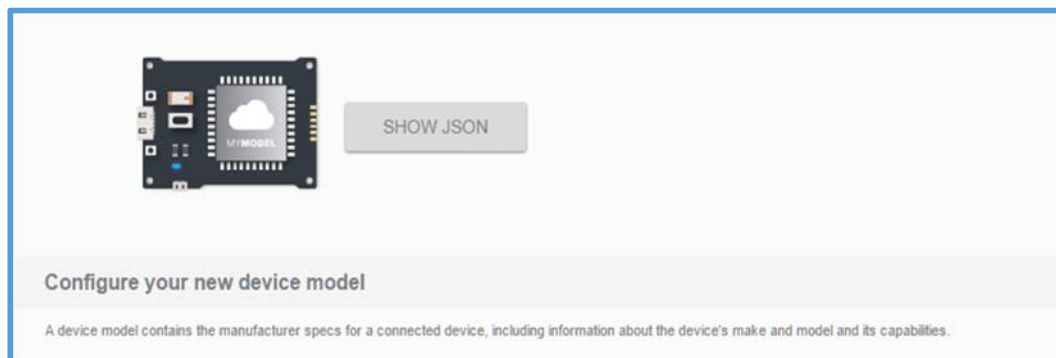 SHOW JSON
MYMODEL
Configure your new device model
A device model contains the manufacturer specs for a connected device, including information about the device's make and model and its capabilities.